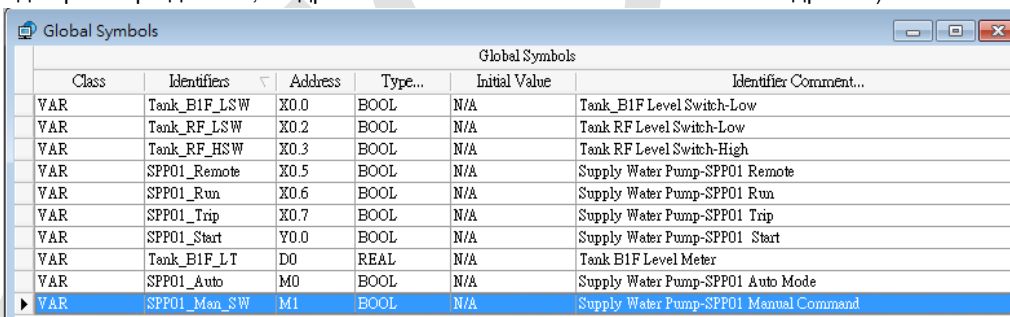 Global Symbols
Global Symbols
Class Identifiers Address Type... Initial Value Identifier Comment...
VAR Tank_B1F_LSW X0.0 BOOL N/A Tank_B1F Level Switch-Low
VAR Tank_RF_LSW X0.2 BOOL N/A Tank RF Level Switch-Low
VAR Tank_RF_HSW X0.3 BOOL N/A Tank RF Level Switch-High
VAR SPP01_Remote X0.5 BOOL N/A Supply Water Pump-SPP01 Remote
VAR SPP01_Run X0.6 BOOL N/A Supply Water Pump-SPP01 Run
VAR SPP01_Trip X0.7 BOOL N/A Supply Water Pump-SPP01 Trip
VAR SPP01_Start Y0.0 BOOL N/A Supply Water Pump-SPP01 Start
VAR Tank_B1F_LT D0 REAL N/A Tank B1F Level Meter
VAR SPP01_Auto M0 BOOL N/A Supply Water Pump-SPP01 Auto Mode
VAR SPP01_Man_SW M1 BOOL N/A Supply Water Pump-SPP01 Manual Command